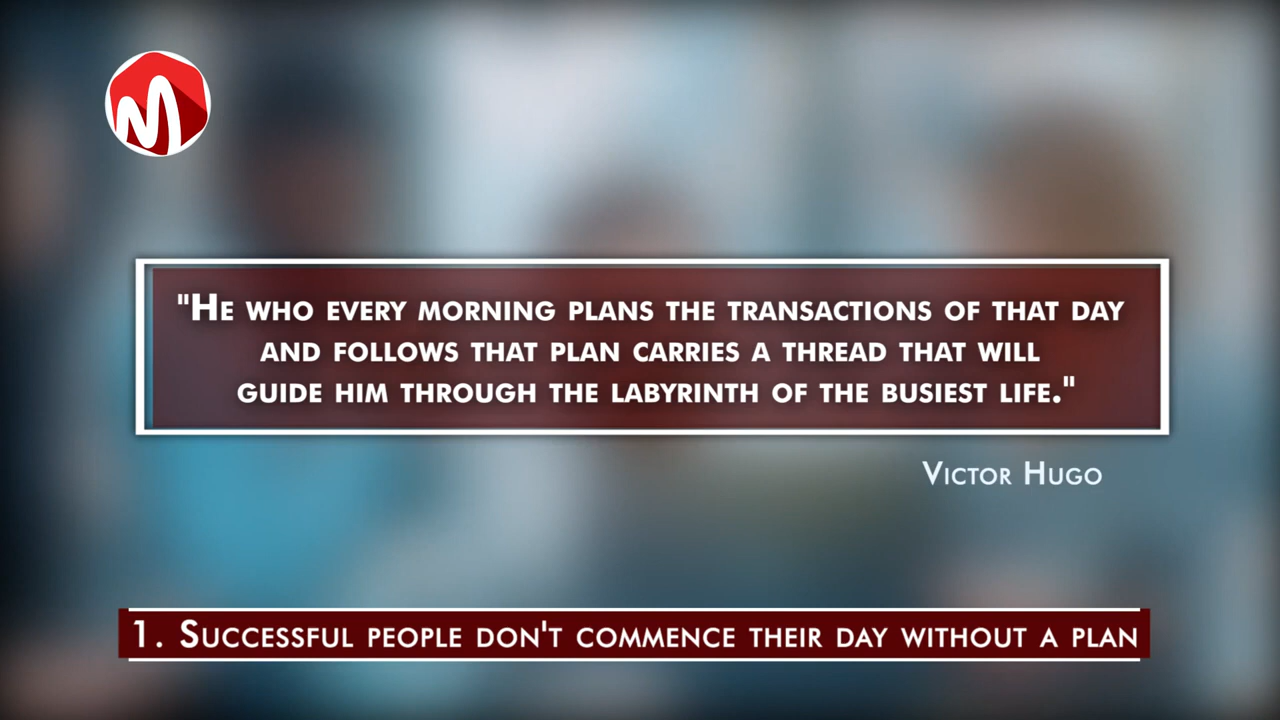 "He who every morning plans the transactions of that day
and follows that plan carries a thread that will
guide him through the labyrinth of the busiest life."
Victor Hugo
1. Successful people don't commence their day without a plan